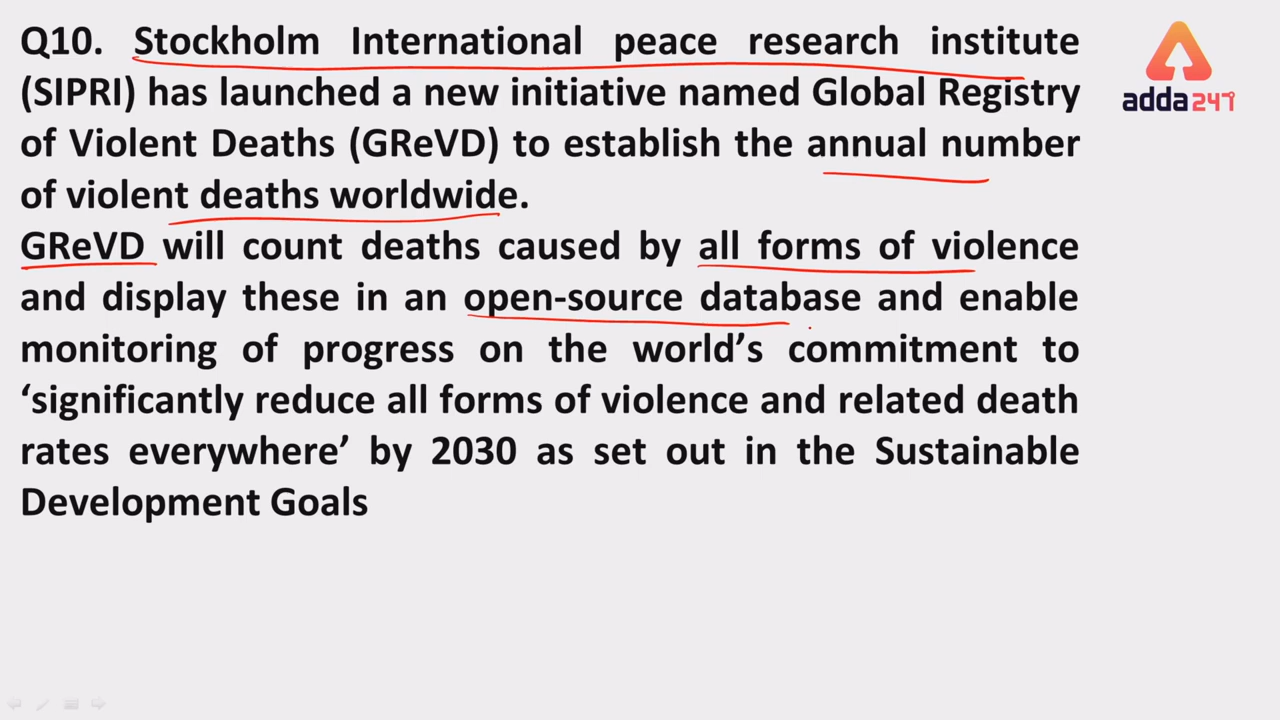 Q10. Stockholm International peace research institute
(SIPRI) has launched a new initiative named Global Registry
of Violent Deaths (GReVD) to establish the annual number
of violent deaths worldwide.
GReVD will count deaths caused by all forms of violence
and display these in an open-source database and enable
monitoring of progress on the world’s commitment to
‘significantly reduce all forms of violence and related death
rates everywhere’ by 2030 as set out in the Sustainable
Development Goals
adda247